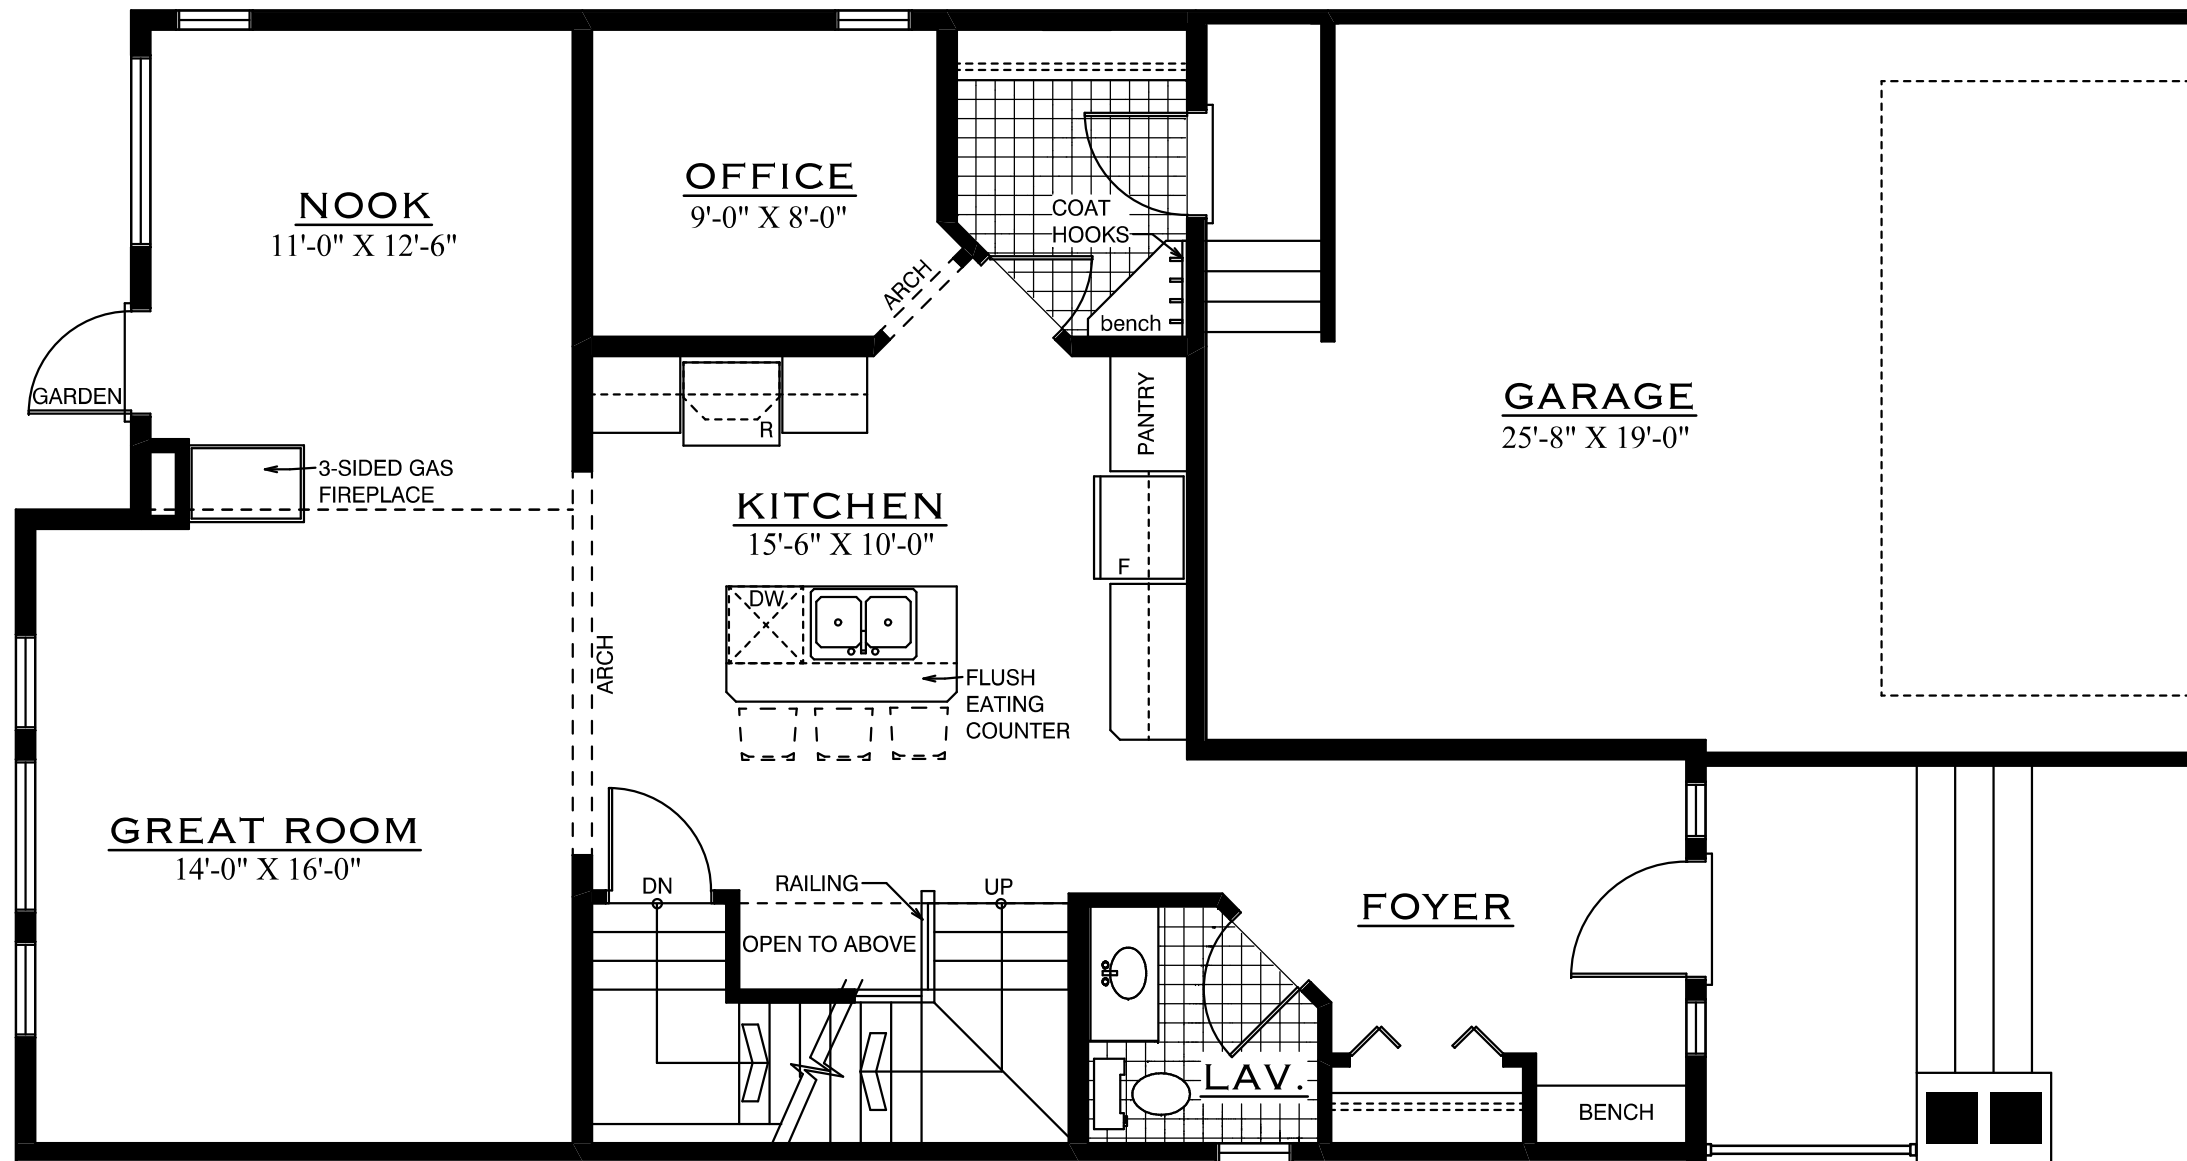 NOOK
11'-0" X 12'-6"
OFFICE
9'-0" X 8'-0"
COAT
HOOKS
ARCH
bench
GARDEN
R
PANTRY
GARAGE
25'-8" X 19'-0"
3-SIDED GAS
FIREPLACE
KITCHEN
15'-6" X 10'-0"
F
DW
ARCH
FLUSH
EATING
COUNTER
GREAT ROOM
14'-0" X 16'-0"
DN
RAILING
UP
FOYER
OPEN TO ABOVE
LAV.
BENCH